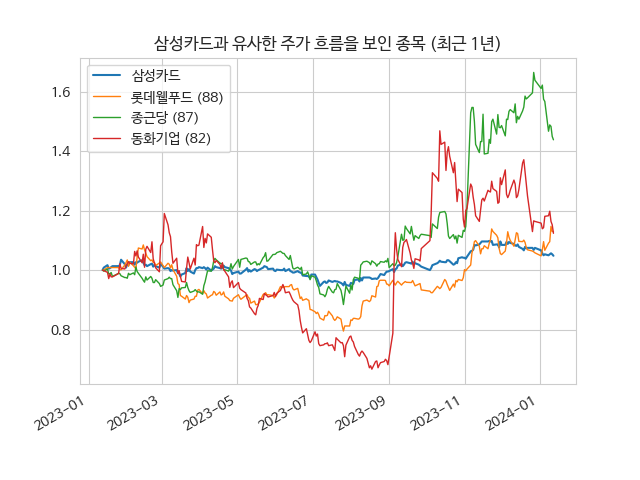 삼성카드과 유사한 주가 흐름을 보인 종목 (최근 1년)
삼성카드
롯데웰푸드 (88)
종근당 (87)
동화기업 (82)
1.6
1.4
1.2
1.0
0.8
2023-01
2023-03
2023-05
2023-07
2023-09
2023-11
2024-01